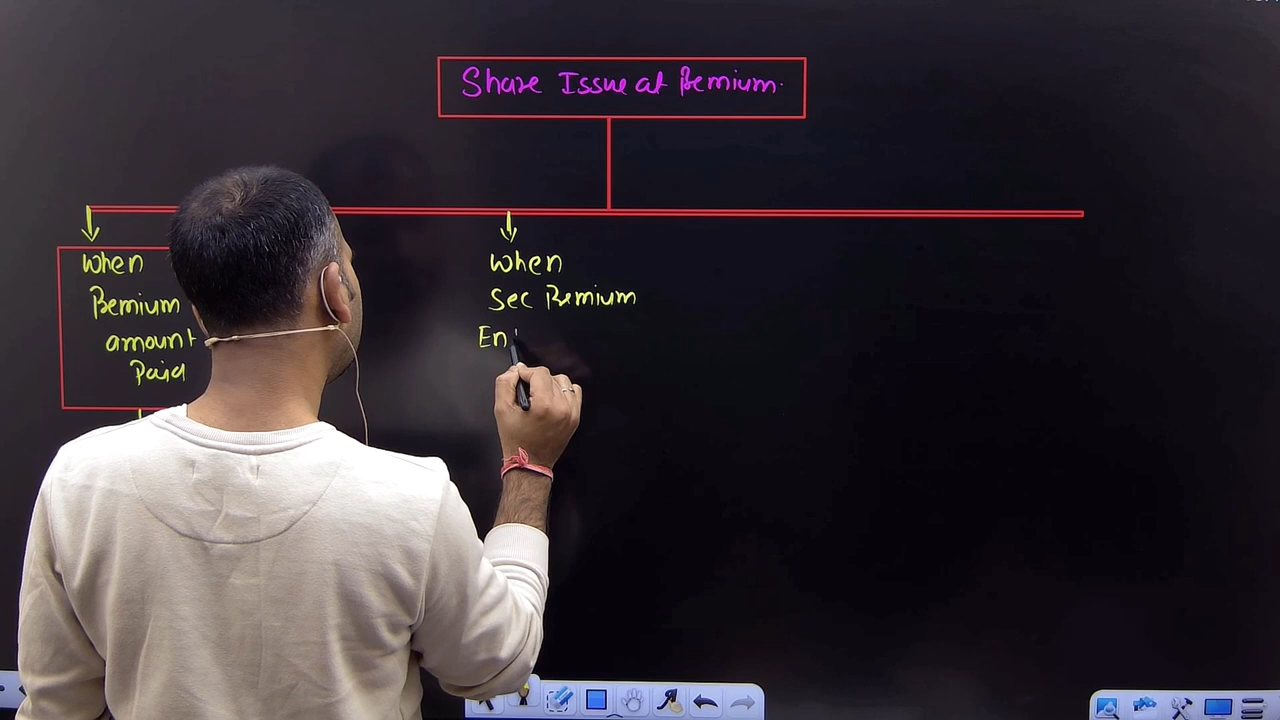 Share Issue at Premium
When
Premium
amount
Paid
When
Sec Premium
En